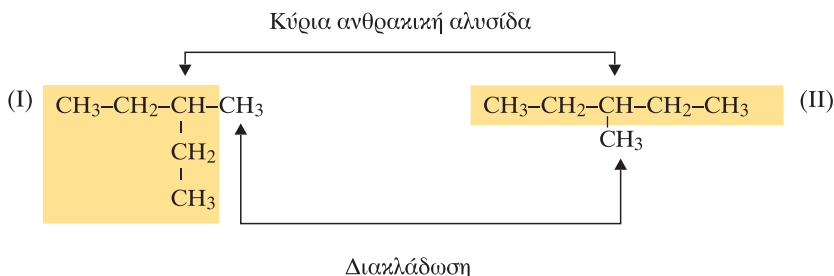 Κύρια ανθρακική αλυσίδα
(I) CH₃–CH₂–CH–CH₃ CH₃–CH₂–CH–CH₂–CH₃ (II)
CH₂ CH₃
CH₃
Διακλάδωση